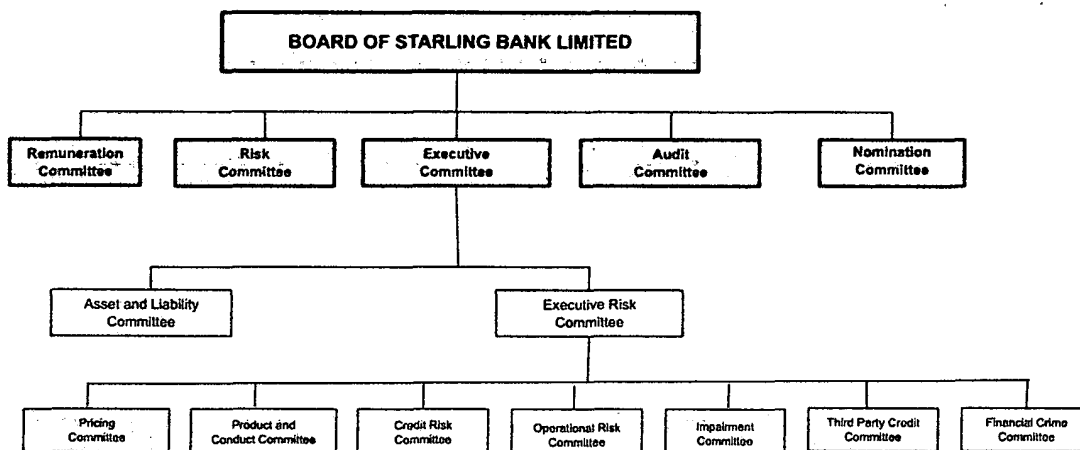 BOARD OF STARLING BANK LIMITED
Remuneration
Committee
Risk
Committee
Executive
Committee
Audit
Committee
Nomination
Committee
Asset and Liability
Committee
Executive Risk
Committee
Pricing
Committee
Product and
Conduct Committee
Credit Risk
Committee
Operational Risk
Committee
Impairment
Committee
Third Party Credit
Committee
Financial Crime
Committee